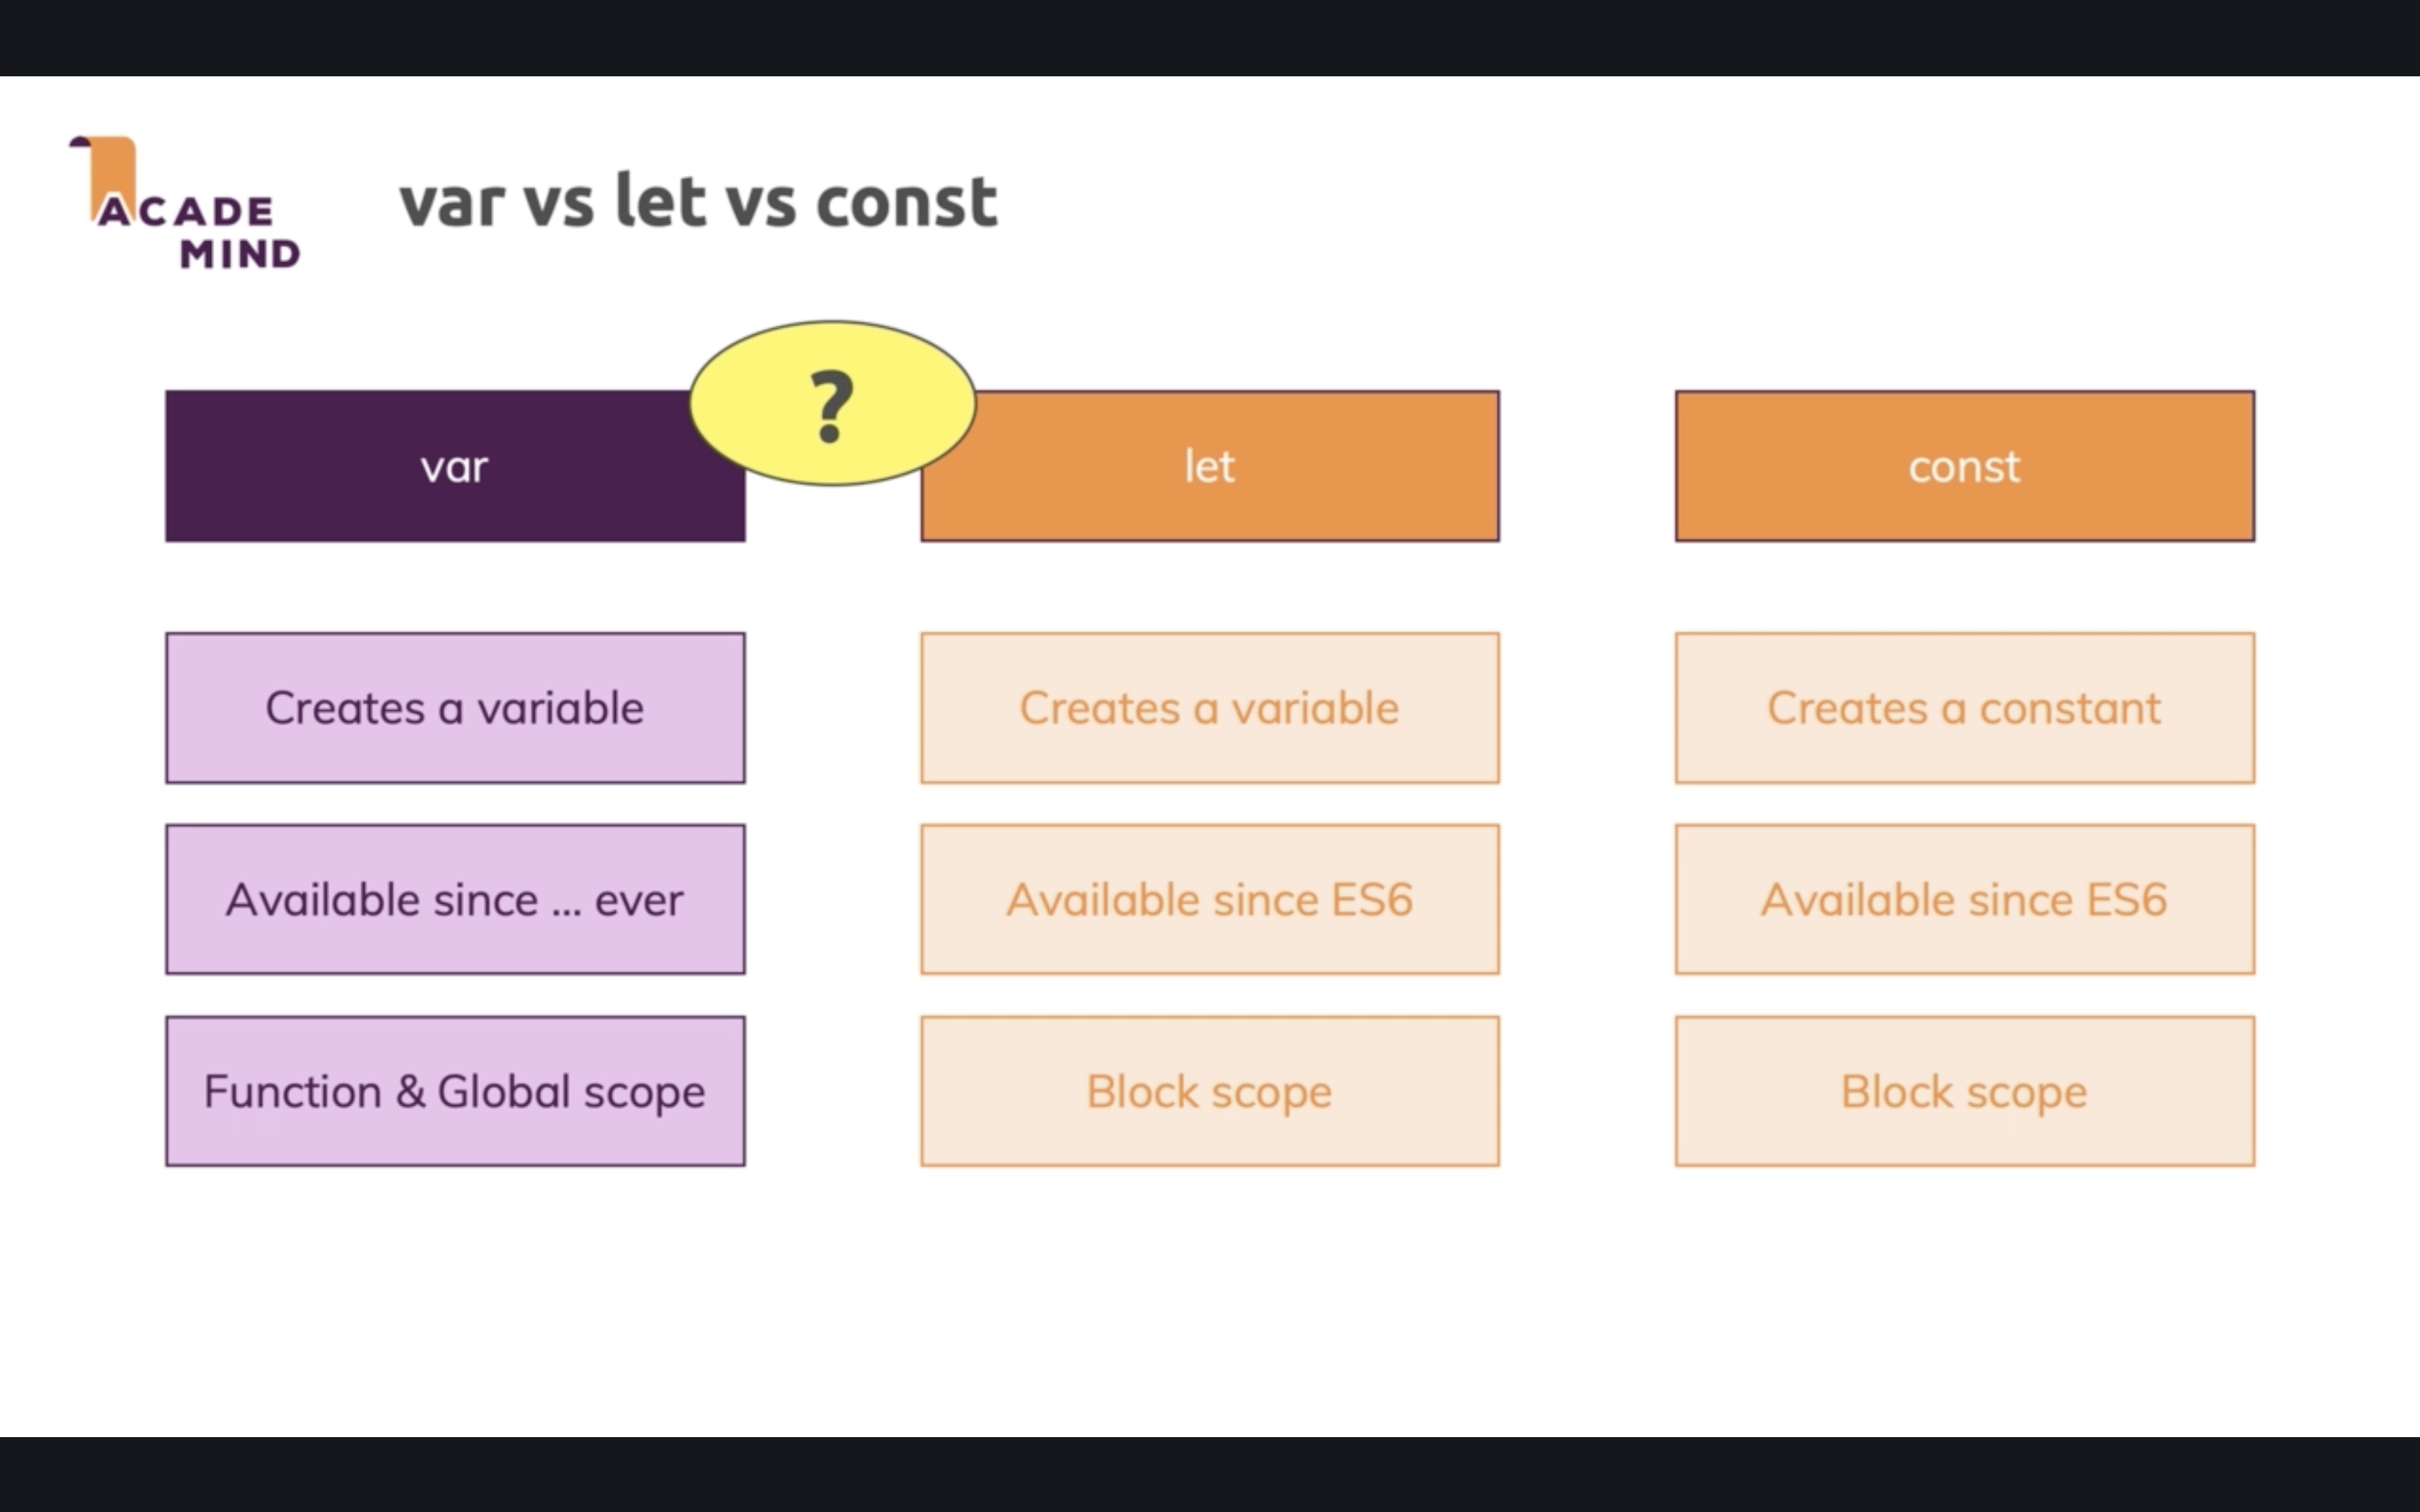 ACADE
MIND
var vs let vs const
?
var
let
const
Creates a variable
Creates a variable
Creates a constant
Available since ... ever
Available since ES6
Available since ES6
Function & Global scope
Block scope
Block scope